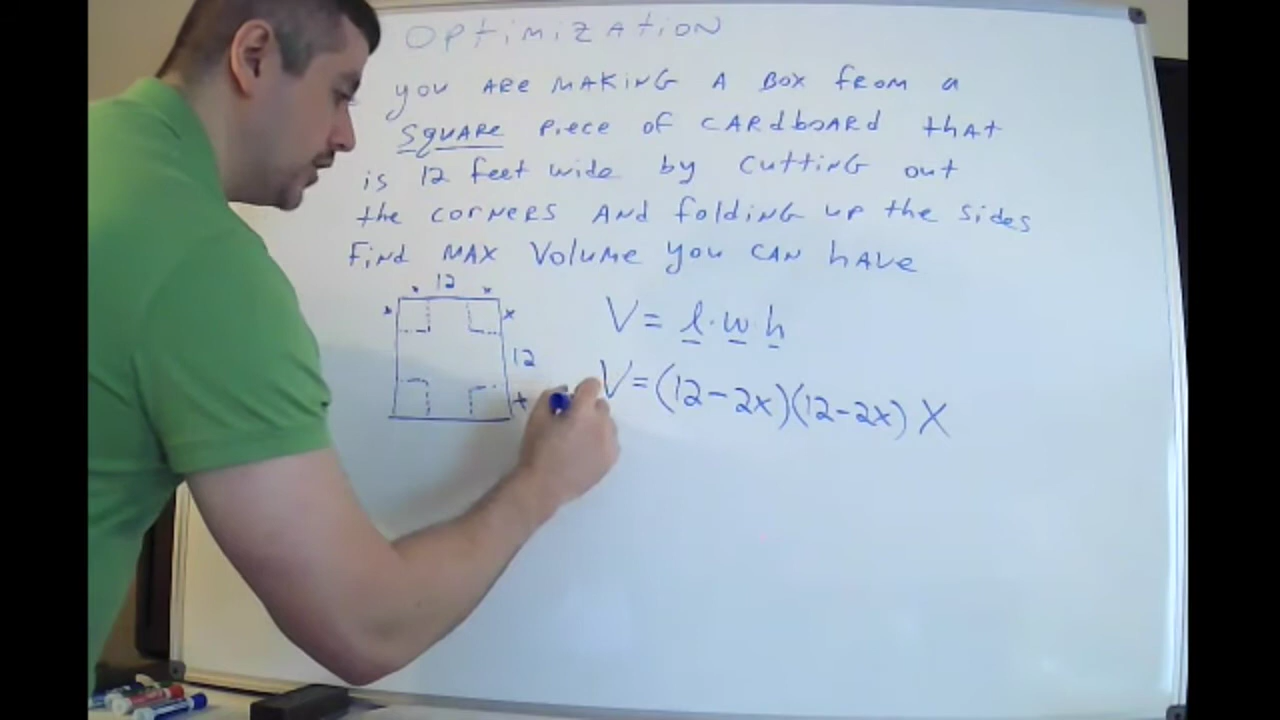 OPtimizAtioN
you ARE MAKiNG A Box from a
SquARE Piece of CARdboARd thAt
is 12 feet wide by cuttiNG out
the corNERS ANd foldiNG up the sides
FiNd MAX VoluME you CAN hAVE
12
x x
x x
12
x
V = l · w · h
V = (12 - 2x)(12 - 2x) X